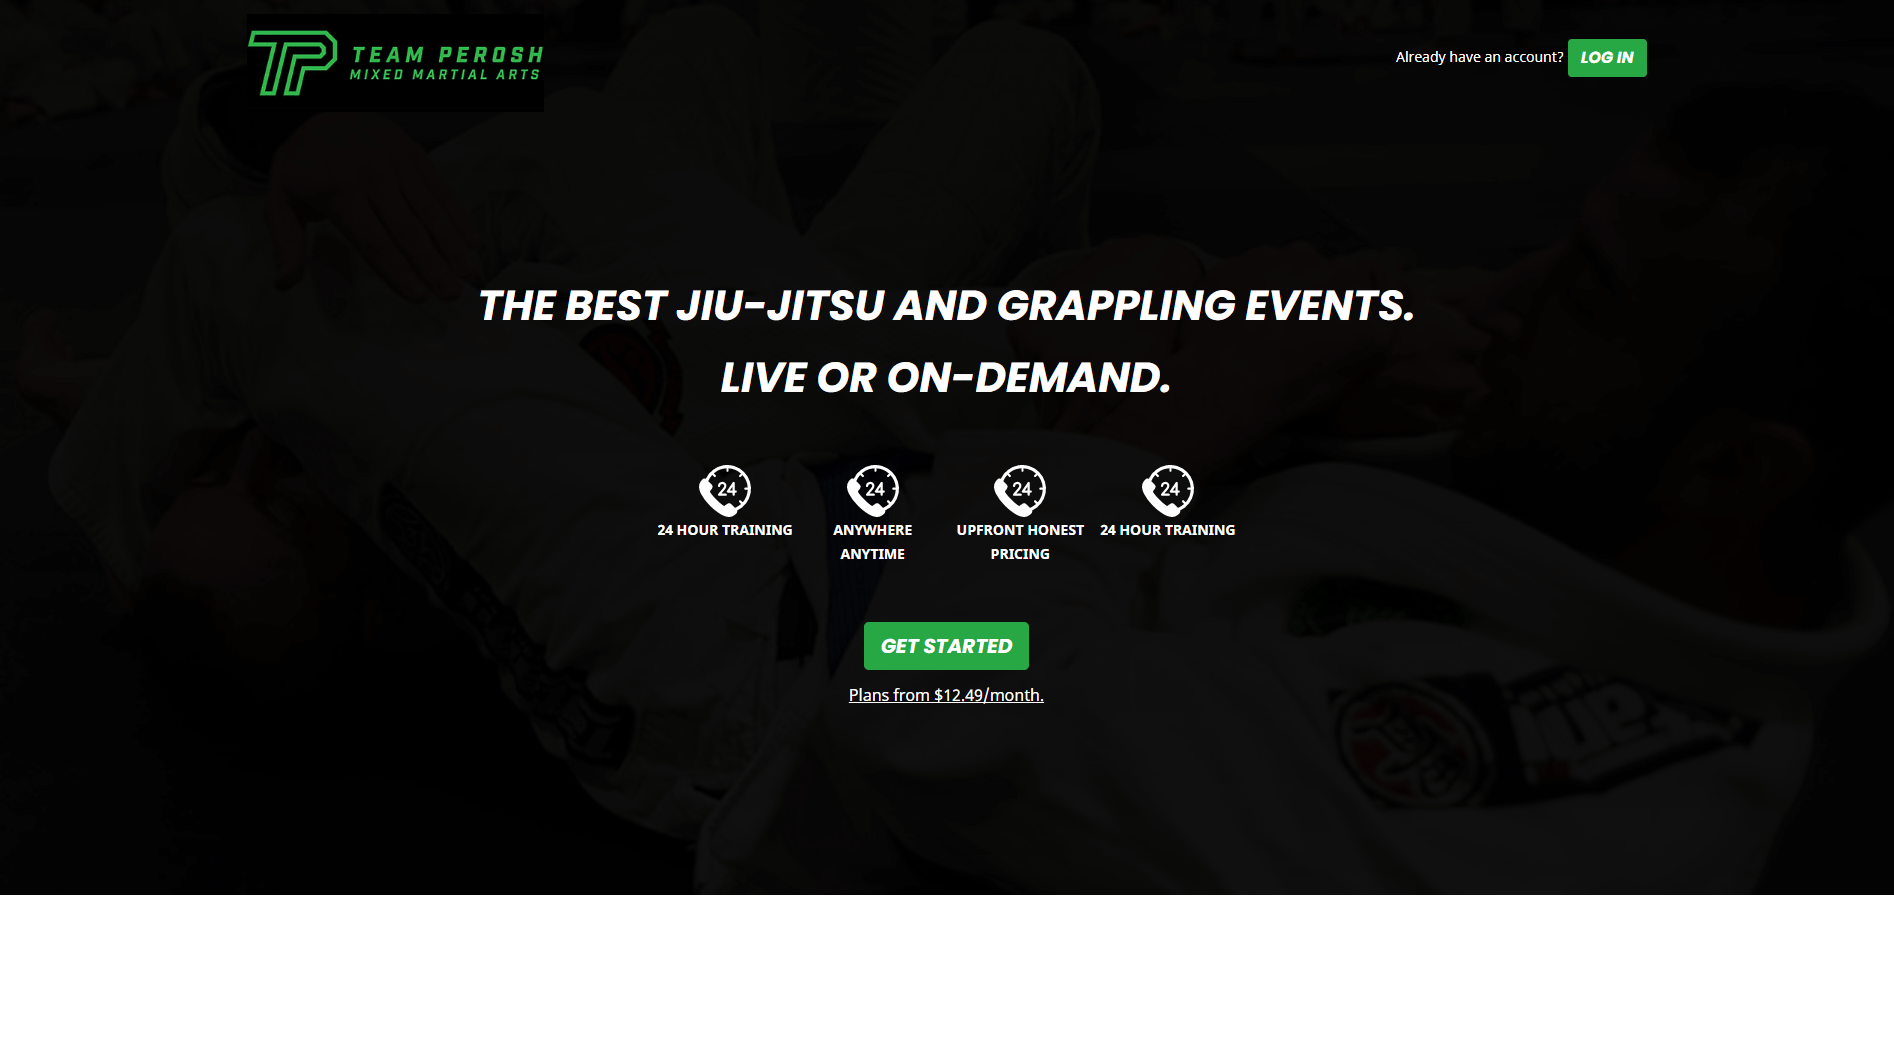 TEAM PEROSH
MIXED MARTIAL ARTS
Already have an account? LOG IN
THE BEST JIU-JITSU AND GRAPPLING EVENTS.
LIVE OR ON-DEMAND.
24 24 24 24
24 HOUR TRAINING
ANYWHERE
ANYTIME
UPFRONT HONEST
PRICING
24 HOUR TRAINING
GET STARTED
Plans from $12.49/month.